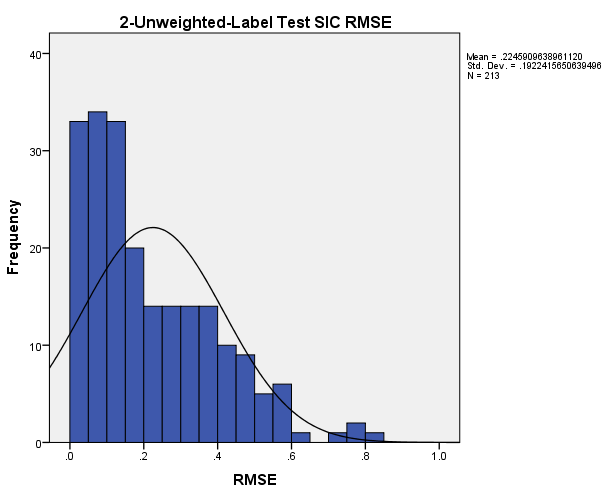 2-Unweighted-Label Test SIC RMSE
Mean = .2245909638961120
Std. Dev. = .1922415650639496
N = 213
Frequency
40
30
20
10
0
.0 .2 .4 .6 .8 1.0
RMSE